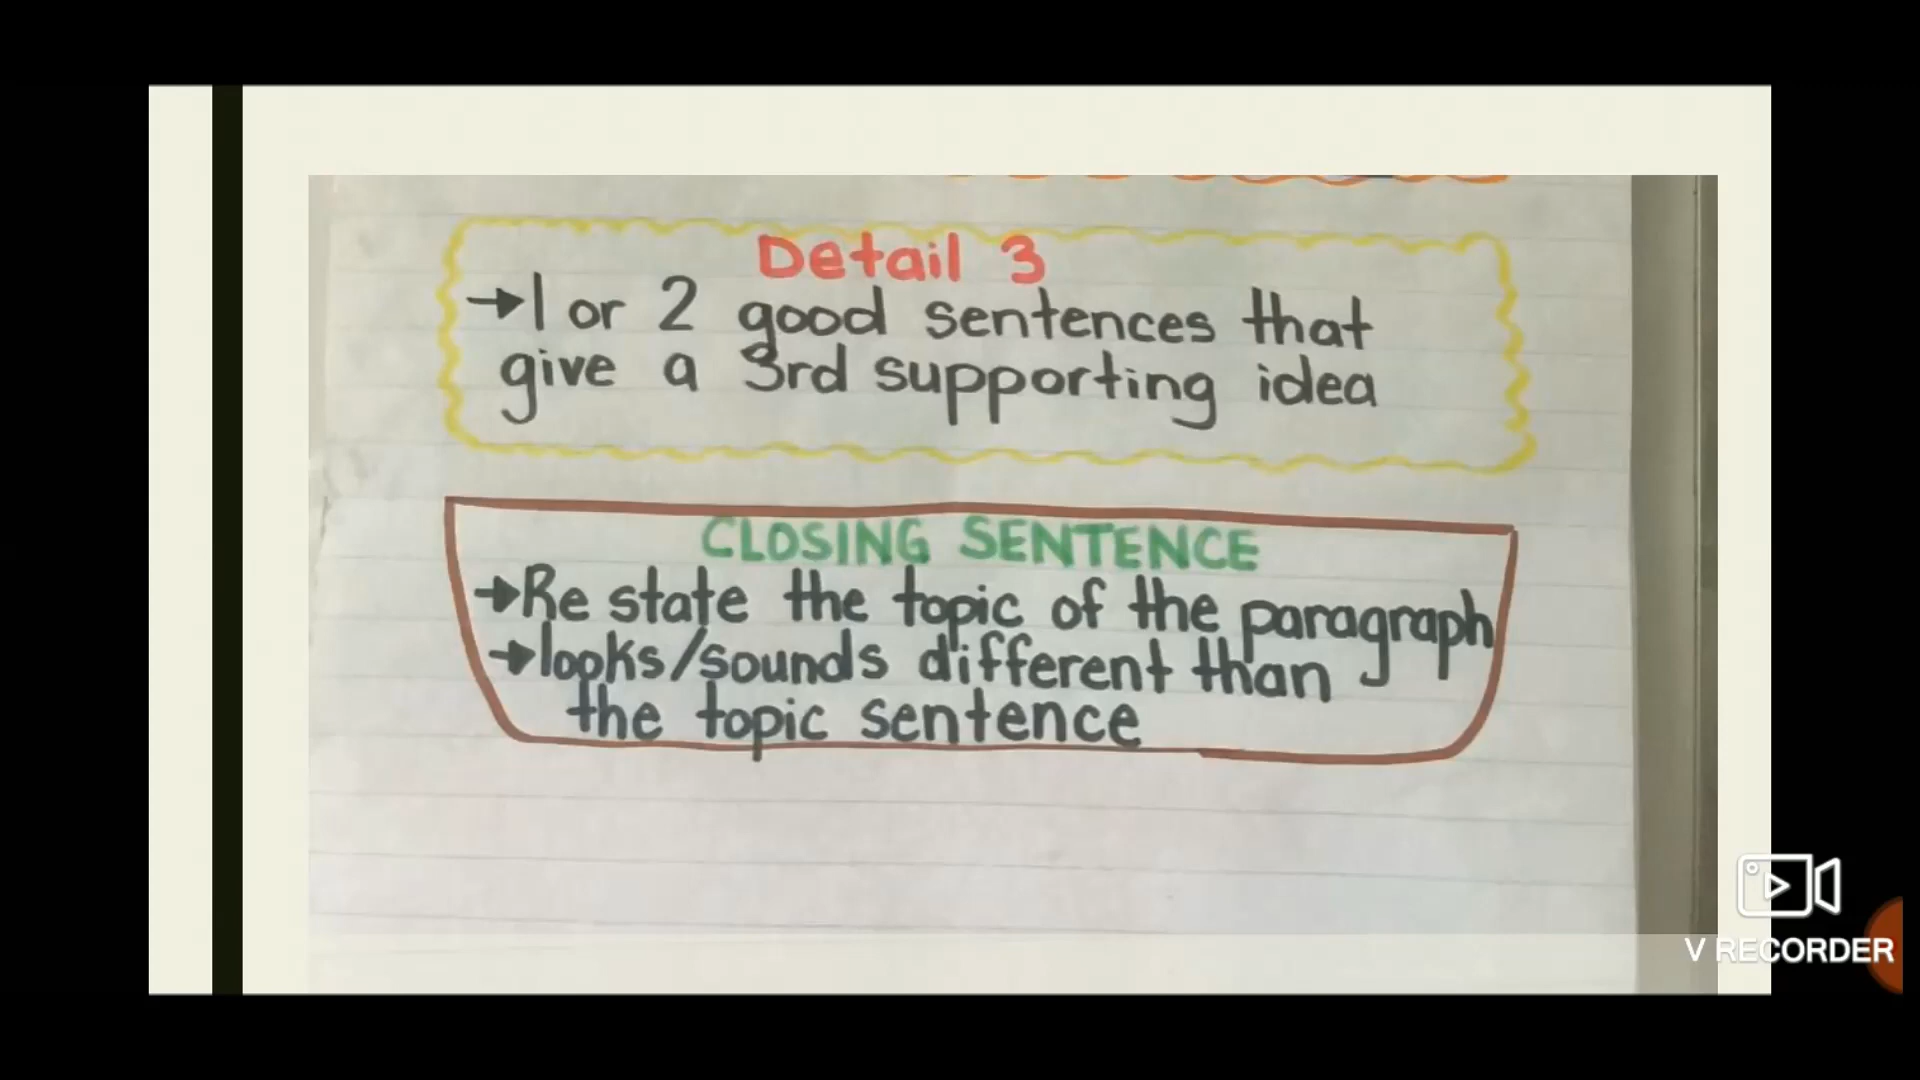 Detail 3
→1 or 2 good sentences that
give a 3rd supporting idea
CLOSING SENTENCE
→Re state the topic of the paragraph
→looks/sounds different than
the topic sentence
V RECORDER